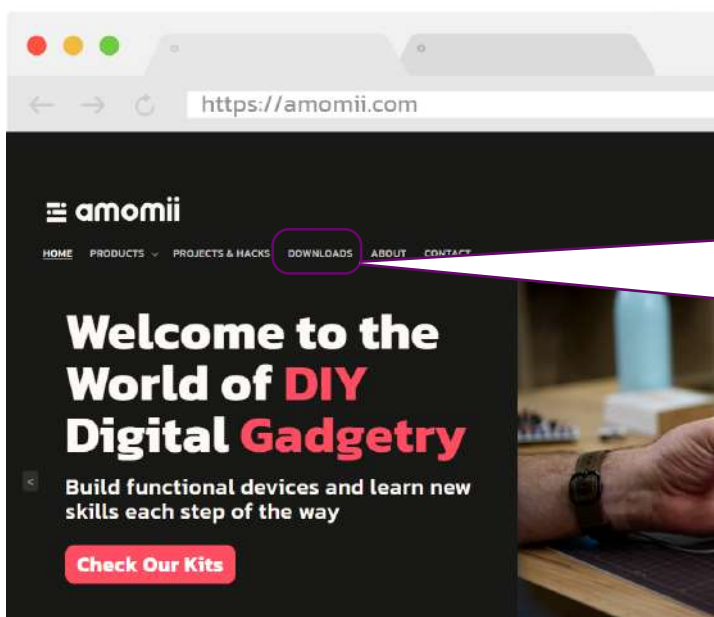 https://amomii.com
amomii
HOME PRODUCTS PROJECTS & HACKS DOWNLOADS ABOUT CONTACT
Welcome to the
World of DIY
Digital Gadgetry
<
Build functional devices and learn new
skills each step of the way
Check Our Kits